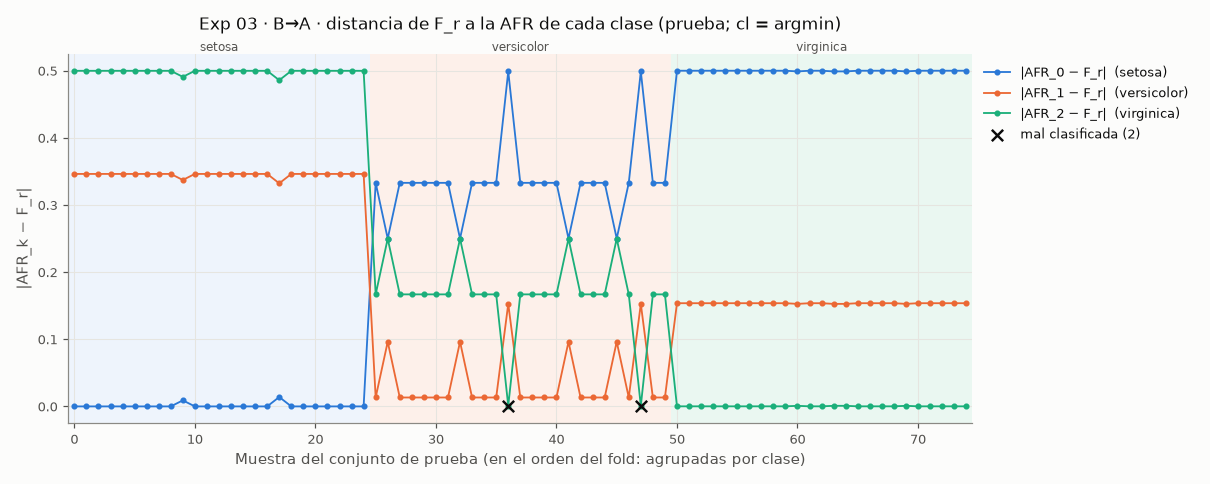 Exp 03 · B→A · distancia de F_r a la AFR de cada clase (prueba; cl = argmin)
setosa
versicolor
virginica
|AFR_0 − F_r| (setosa)
|AFR_1 − F_r| (versicolor)
|AFR_2 − F_r| (virginica)
mal clasificada (2)
|AFR_k − F_r|
0.5
0.4
0.3
0.2
0.1
0.0
0 10 20 30 40 50 60 70
Muestra del conjunto de prueba (en el orden del fold: agrupadas por clase)